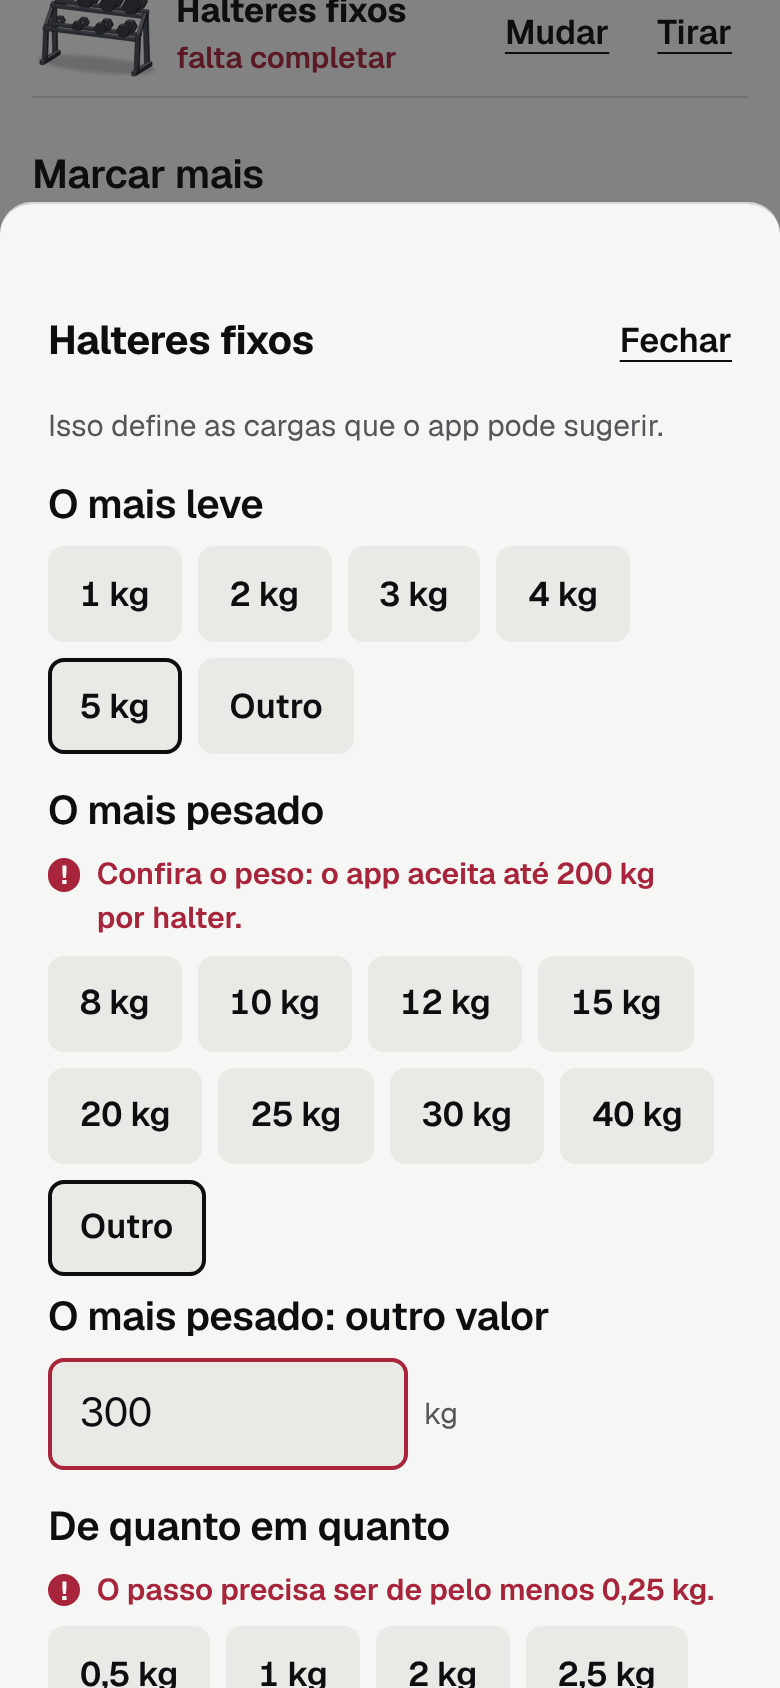 Halteres fixos
falta completar
Mudar
Tirar
Marcar mais
Halteres fixos
Fechar
Isso define as cargas que o app pode sugerir.
O mais leve
1 kg
2 kg
3 kg
4 kg
5 kg
Outro
O mais pesado
Confira o peso: o app aceita até 200 kg
por halter.
8 kg
10 kg
12 kg
15 kg
20 kg
25 kg
30 kg
40 kg
Outro
O mais pesado: outro valor
300
kg
De quanto em quanto
O passo precisa ser de pelo menos 0,25 kg.
0,5 kg
1 kg
2 kg
2,5 kg